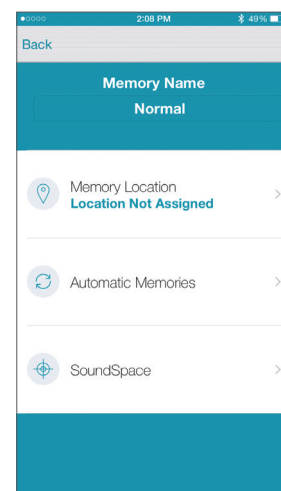 2:08 PM 49%
Back
Memory Name
Normal
Memory Location
Location Not Assigned
Automatic Memories
SoundSpace